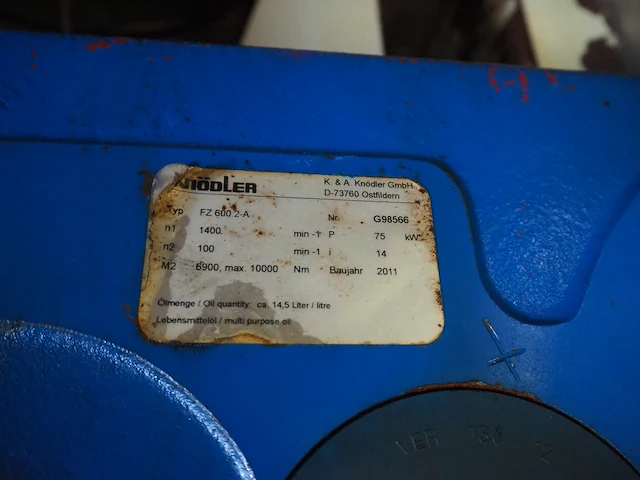 KNÖDLER
K. & A. Knödler GmbH
D-73760 Ostfildern
Typ FZ 600.2-A Nr. G98566
n1 1400 min -1 P 75 kW
n2 100 min -1 i 14
M2 6900, max. 10000 Nm Baujahr 2011
Ölmenge / Oil quantity ca. 14,5 Liter / litre
Lebensmittelöl / multi purpose oil
VER